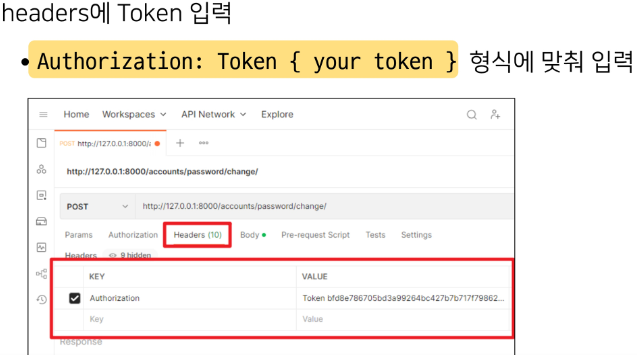 headers에 Token 입력
• Authorization: Token { your token } 형식에 맞춰 입력
Home Workspaces API Network Explore
POST http://127.0.0.1:8000/a
http://127.0.0.1:8000/accounts/password/change/
POST http://127.0.0.1:8000/accounts/password/change/
Params Authorization Headers (10) Body Pre-request Script Tests Settings
Headers 9 hidden
KEY VALUE
Authorization Token bfd8e786705bd3a99264bc427b7b717f79862...
Key Value
Response